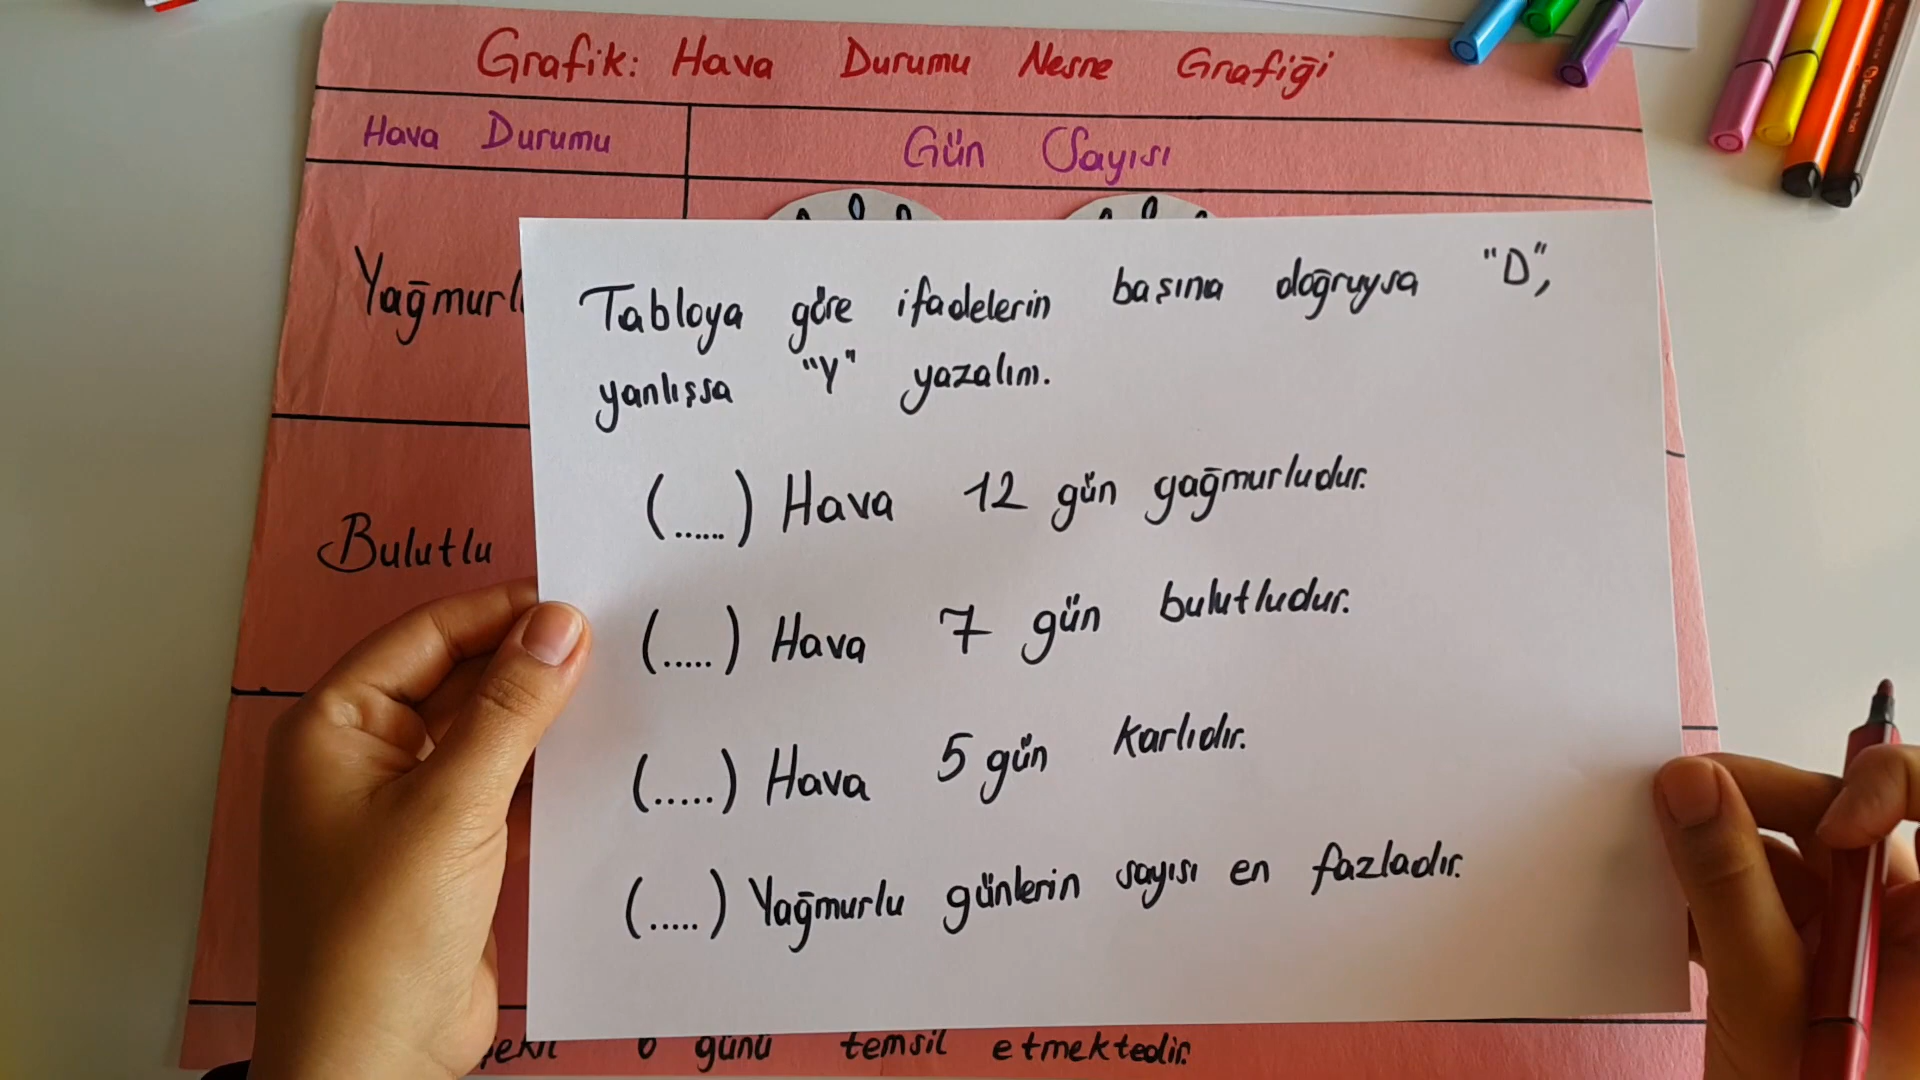 Grafik: Hava Durumu Nesne Grafiği
Hava Durumu
Gün Sayısı
Yağmurl
Tabloya göre ifadelerin başına doğruysa "D",
yanlışsa "Y" yazalım.
(......) Hava 12 gün yağmurludur.
Bulutlu
(.....) Hava 7 gün bulutludur.
(.....) Hava 5 gün karlıdır.
(.....) Yağmurlu günlerin sayısı en fazladır.
günü temsil etmektedir.